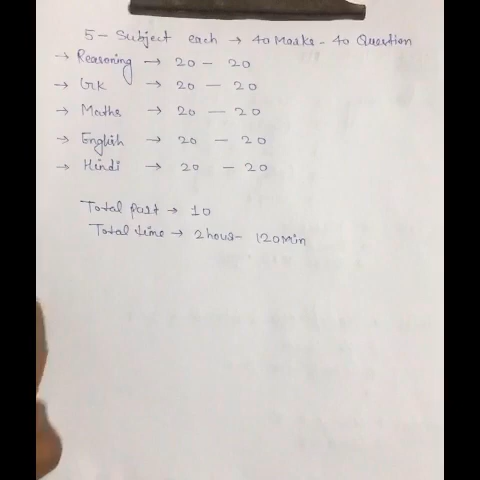 5- Subject each → 40 Marks - 40 Question
→ Reasoning → 20 - 20
→ GK → 20 - 20
→ Maths → 20 - 20
→ English → 20 - 20
→ Hindi → 20 - 20
Total part → 10
Total time → 2 hour - 120 Min